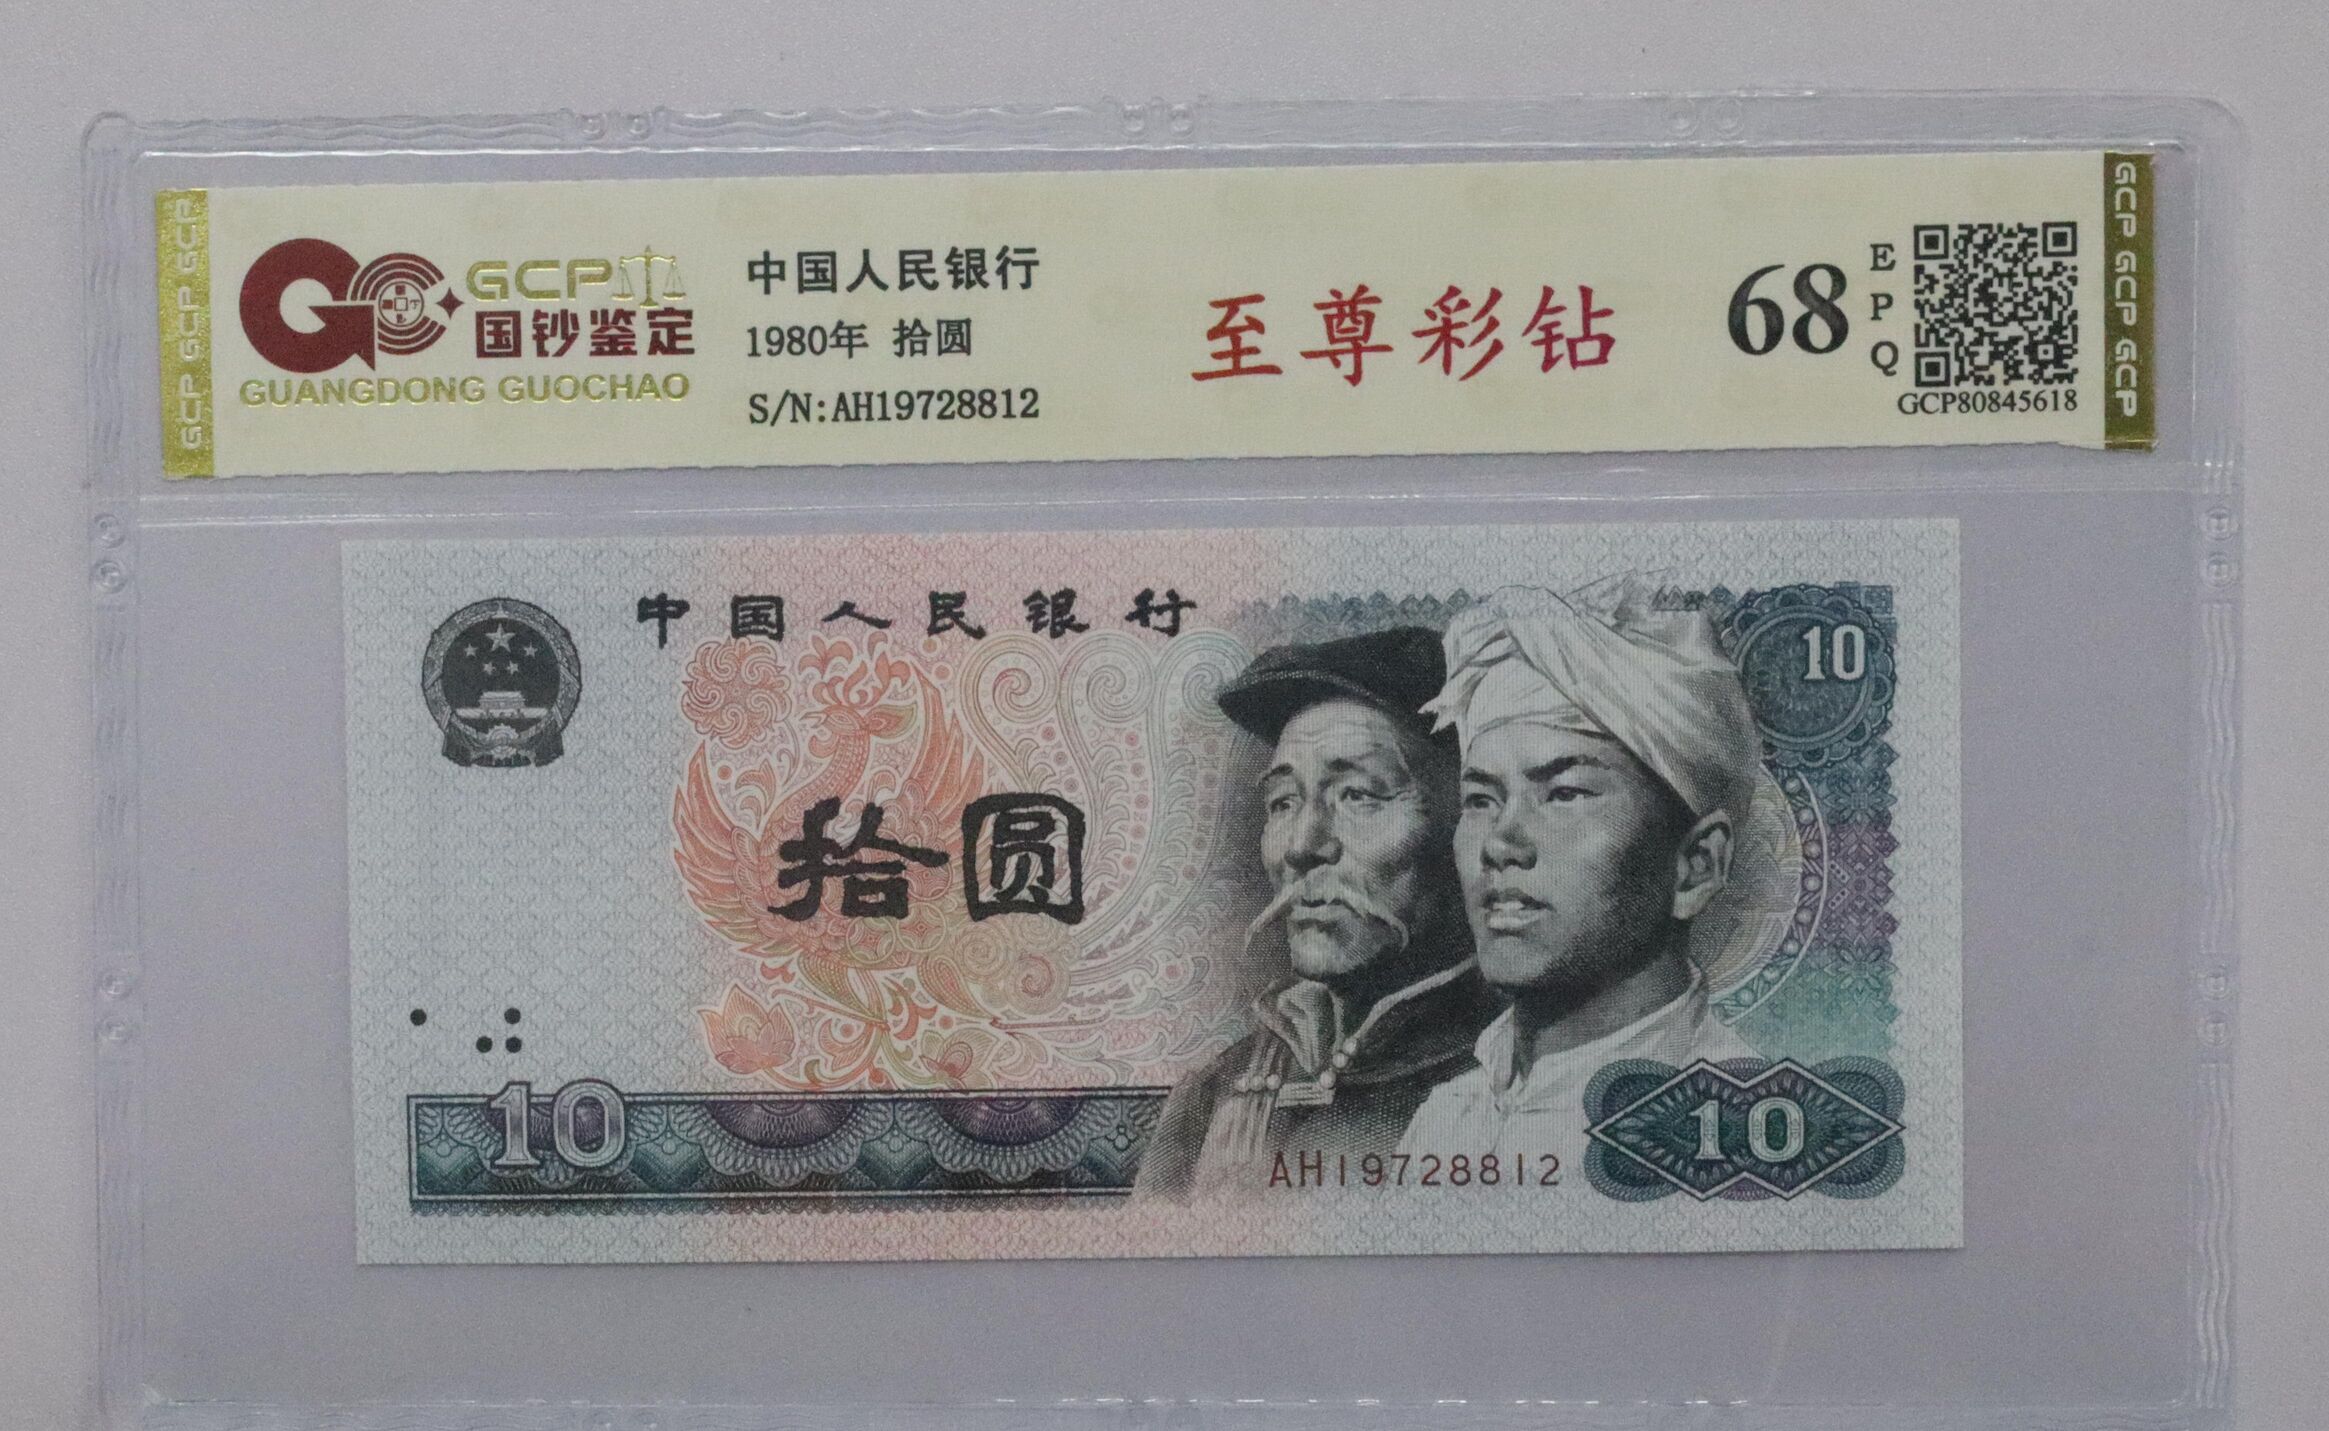 GCP GCP GCP
GCP
国钞鉴定
GUANGDONG GUOCHAO
中国人民银行
1980年 拾圆
S/N:AH19728812
至尊彩钻
68
EPQ
GCP80845618
GCP GCP GCP
中国人民银行
10
拾圆
10
AH19728812
10